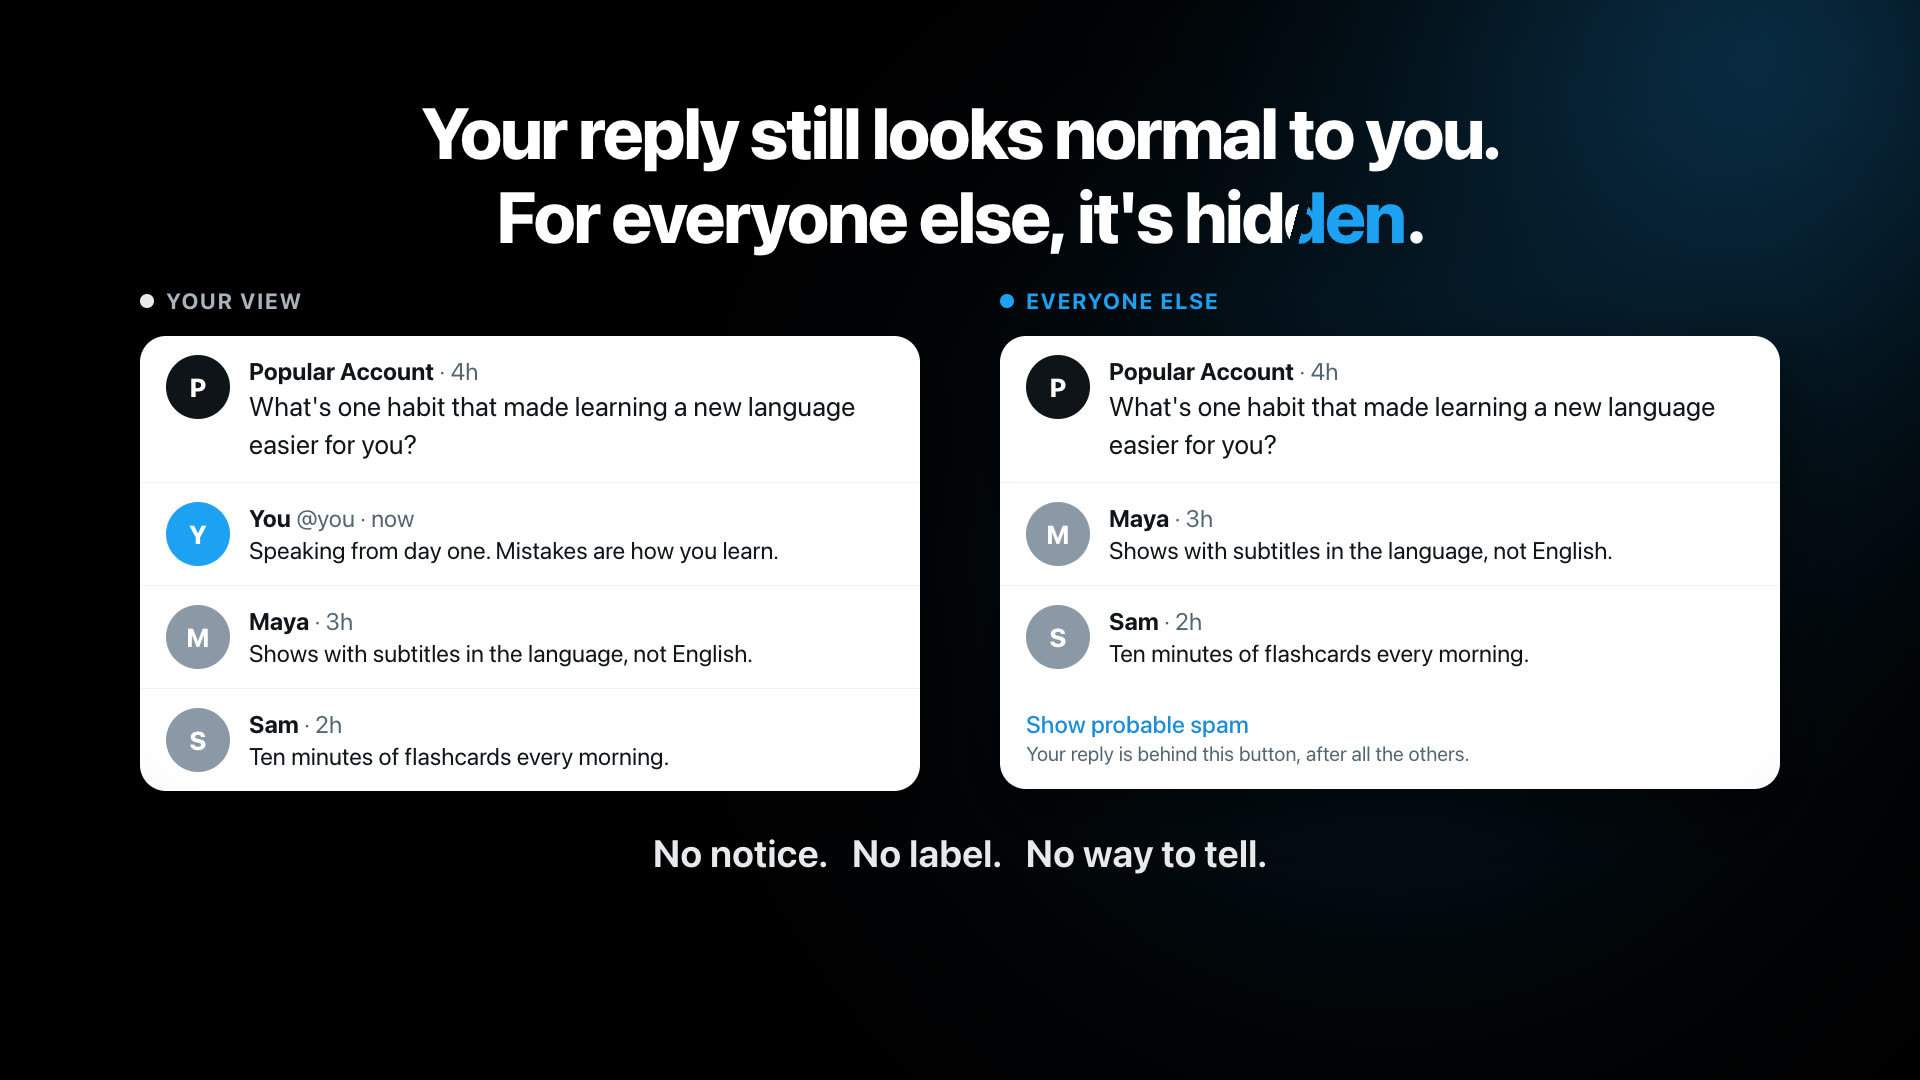 Your reply still looks normal to you.
For everyone else, it's hidden.
YOUR VIEW
P
Popular Account · 4h
What's one habit that made learning a new language
easier for you?
Y
You @you · now
Speaking from day one. Mistakes are how you learn.
M
Maya · 3h
Shows with subtitles in the language, not English.
S
Sam · 2h
Ten minutes of flashcards every morning.
EVERYONE ELSE
P
Popular Account · 4h
What's one habit that made learning a new language
easier for you?
M
Maya · 3h
Shows with subtitles in the language, not English.
S
Sam · 2h
Ten minutes of flashcards every morning.
Show probable spam
Your reply is behind this button, after all the others.
No notice. No label. No way to tell.